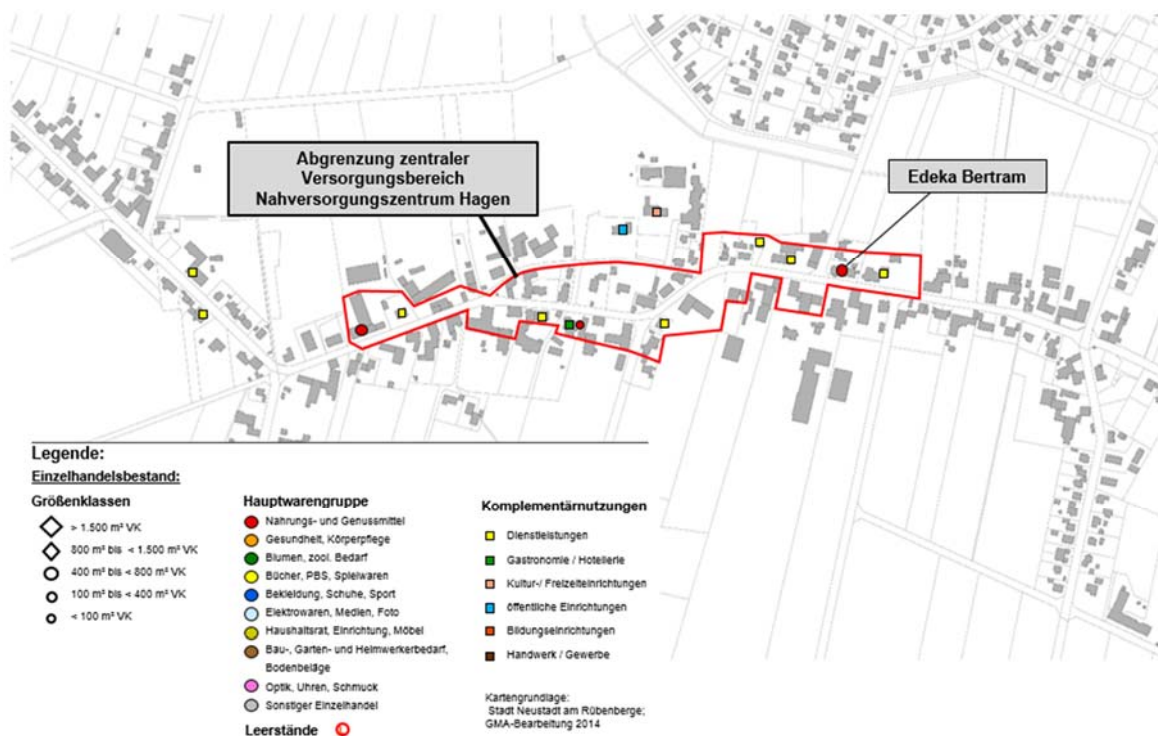 Abgrenzung zentraler
Versorgungsbereich
Nahversorgungszentrum Hagen
Edeka Bertram
Legende:
Einzelhandelsbestand:
Größenklassen
> 1.500 m² VK
800 m² bis < 1.500 m² VK
400 m² bis < 800 m² VK
100 m² bis < 400 m² VK
< 100 m² VK
Hauptwarengruppe
Nahrungs- und Genussmittel
Gesundheit, Körperpflege
Blumen, zool. Bedarf
Bücher, PBS, Spielwaren
Bekleidung, Schuhe, Sport
Elektrowaren, Medien, Foto
Haushaltsrat, Einrichtung, Möbel
Bau-, Garten- und Heimwerkerbedarf,
Bodenbeläge
Optik, Uhren, Schmuck
Sonstiger Einzelhandel
Leerstände
Komplementärnutzungen
Dienstleistungen
Gastronomie / Hotellerie
Kultur-/ Freizeiteinrichtungen
öffentliche Einrichtungen
Bildungseinrichtungen
Handwerk / Gewerbe
Kartengrundlage:
Stadt Neustadt am Rübenberge;
GMA-Bearbeitung 2014